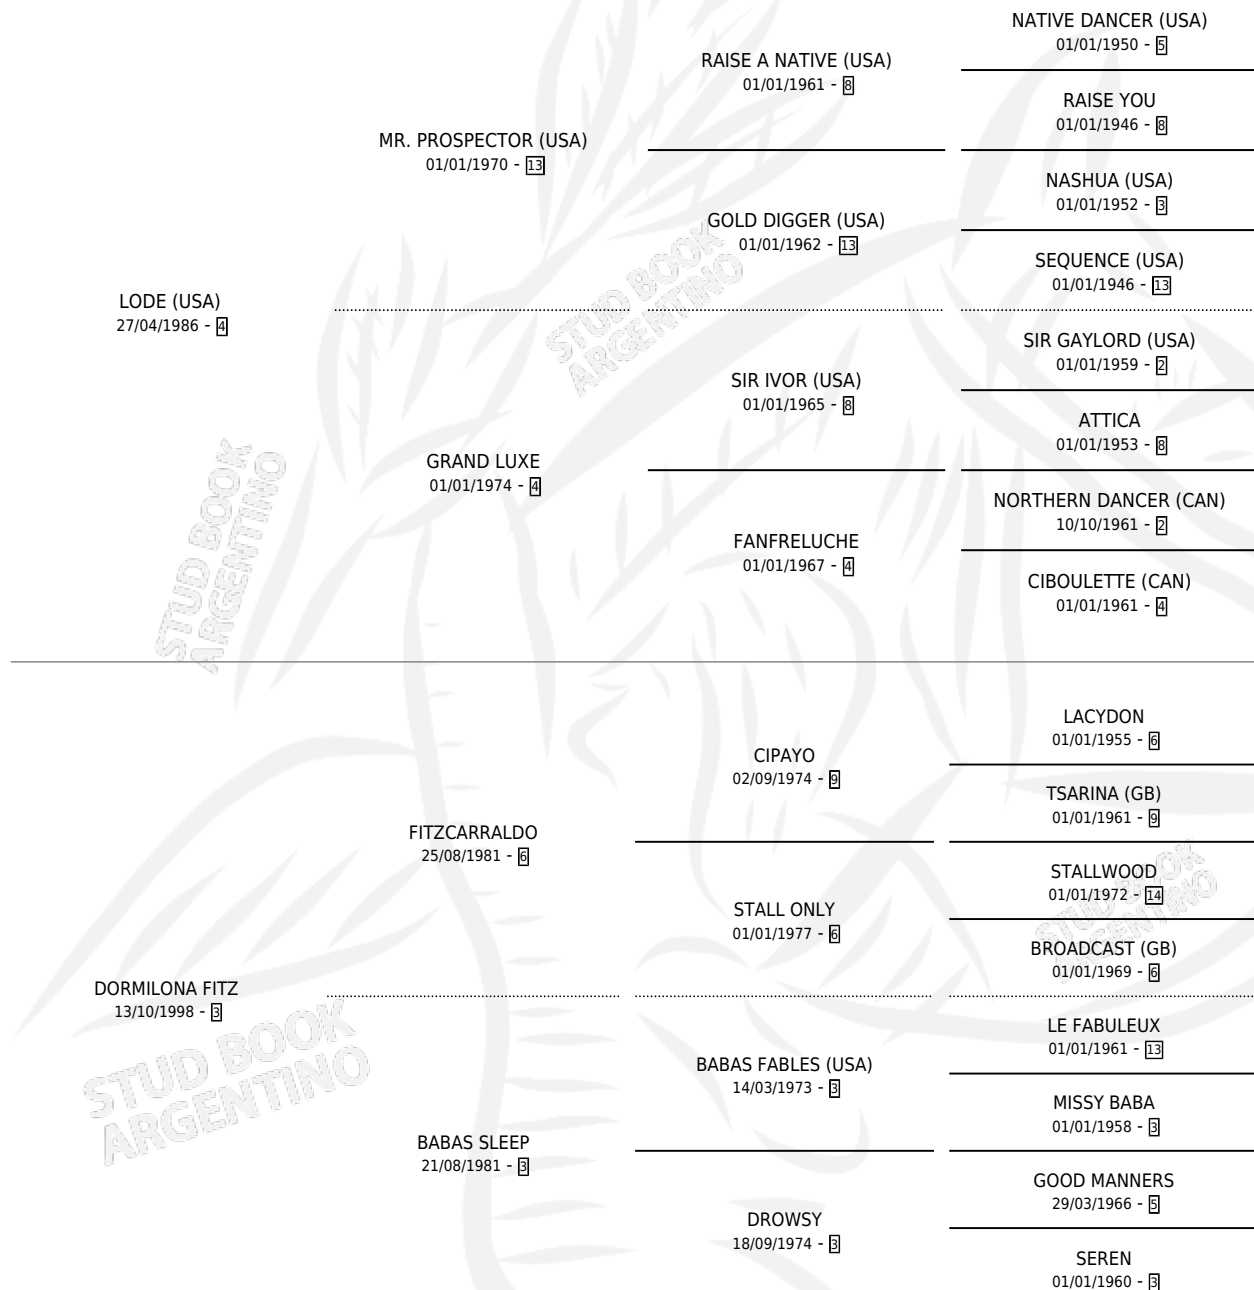 NATIVE DANCER (USA)
01/01/1950 - 5
RAISE A NATIVE (USA)
01/01/1961 - 8
RAISE YOU
01/01/1946 - 8
MR. PROSPECTOR (USA)
01/01/1970 - 13
NASHUA (USA)
01/01/1952 - 3
GOLD DIGGER (USA)
01/01/1962 - 13
SEQUENCE (USA)
01/01/1946 - 13
LODE (USA)
27/04/1986 - 4
STUD BOOK
ARGENTINO
SIR GAYLORD (USA)
01/01/1959 - 2
SIR IVOR (USA)
01/01/1965 - 8
ATTICA
01/01/1953 - 8
GRAND LUXE
01/01/1974 - 4
NORTHERN DANCER (CAN)
10/10/1961 - 2
FANFRELUCHE
01/01/1967 - 4
CIBOULETTE (CAN)
01/01/1961 - 4
STUD BOOK
ARGENTINO
LACYDON
01/01/1955 - 6
CIPAYO
02/09/1974 - 9
TSARINA (GB)
01/01/1961 - 9
FITZCARRALDO
25/08/1981 - 6
STALLWOOD
01/01/1972 - 14
STALL ONLY
01/01/1977 - 6
STUD BOOK
ARGENTINO
BROADCAST (GB)
01/01/1969 - 6
DORMILONA FITZ
13/10/1998 - 3
LE FABULEUX
01/01/1961 - 13
BABAS FABLES (USA)
14/03/1973 - 3
STUD BOOK
ARGENTINO
MISSY BABA
01/01/1958 - 3
BABAS SLEEP
21/08/1981 - 3
GOOD MANNERS
29/03/1966 - 5
DROWSY
18/09/1974 - 3
SEREN
01/01/1960 - 3